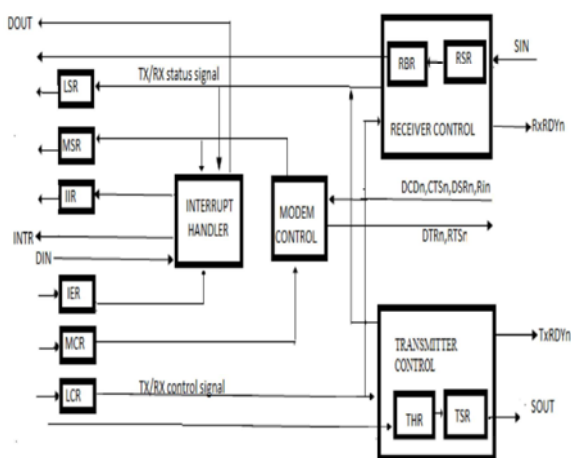 DOUT
LSR
TX/RX status signal
RBR
RSR
SIN
RECEIVER CONTROL
RxRDYn
MSR
IIR
INTR
DIN
INTERRUPT
HANDLER
MODEM
CONTROL
DCDn,CTSn,DSRn,Rin
DTRn,RTSn
IER
MCR
LCR
TX/RX control signal
TRANSMITTER
CONTROL
TxRDYn
THR
TSR
SOUT